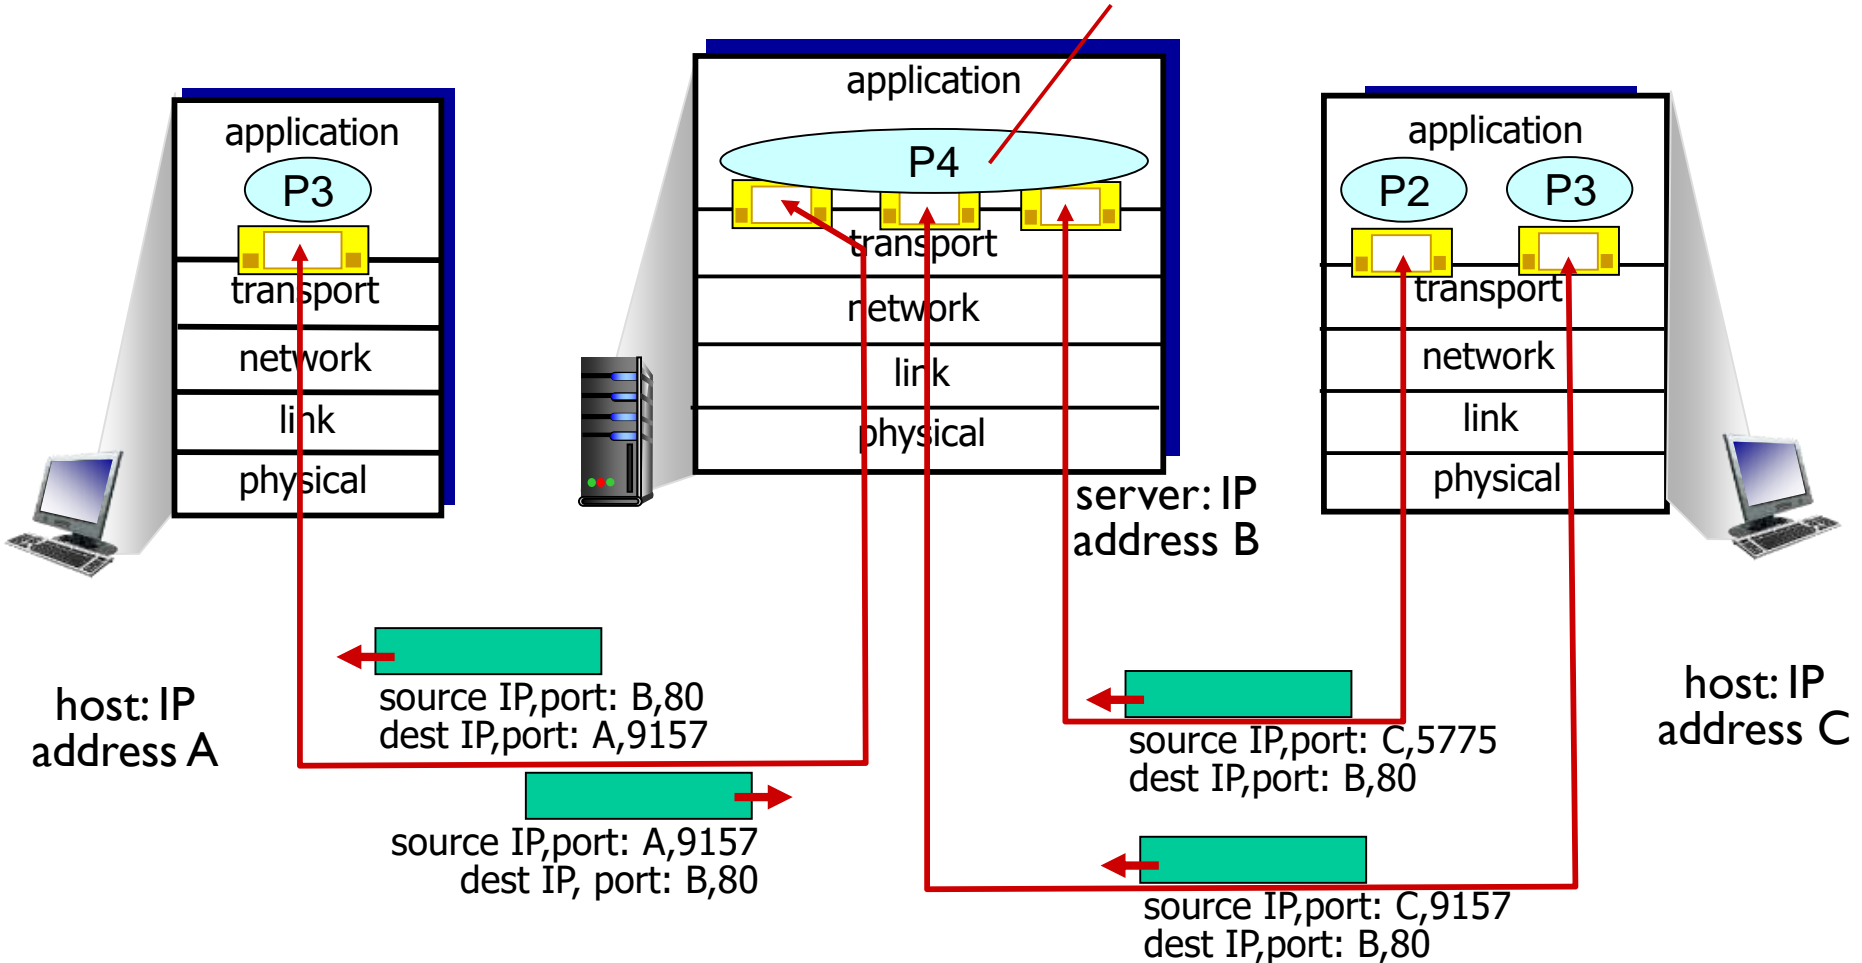 application
P3
transport
network
link
physical
host: IP
address A
application
P4
transport
network
link
physical
server: IP
address B
application
P2
P3
transport
network
link
physical
host: IP
address C
source IP,port: B,80
dest IP,port: A,9157
source IP,port: A,9157
dest IP, port: B,80
source IP,port: C,5775
dest IP,port: B,80
source IP,port: C,9157
dest IP,port: B,80